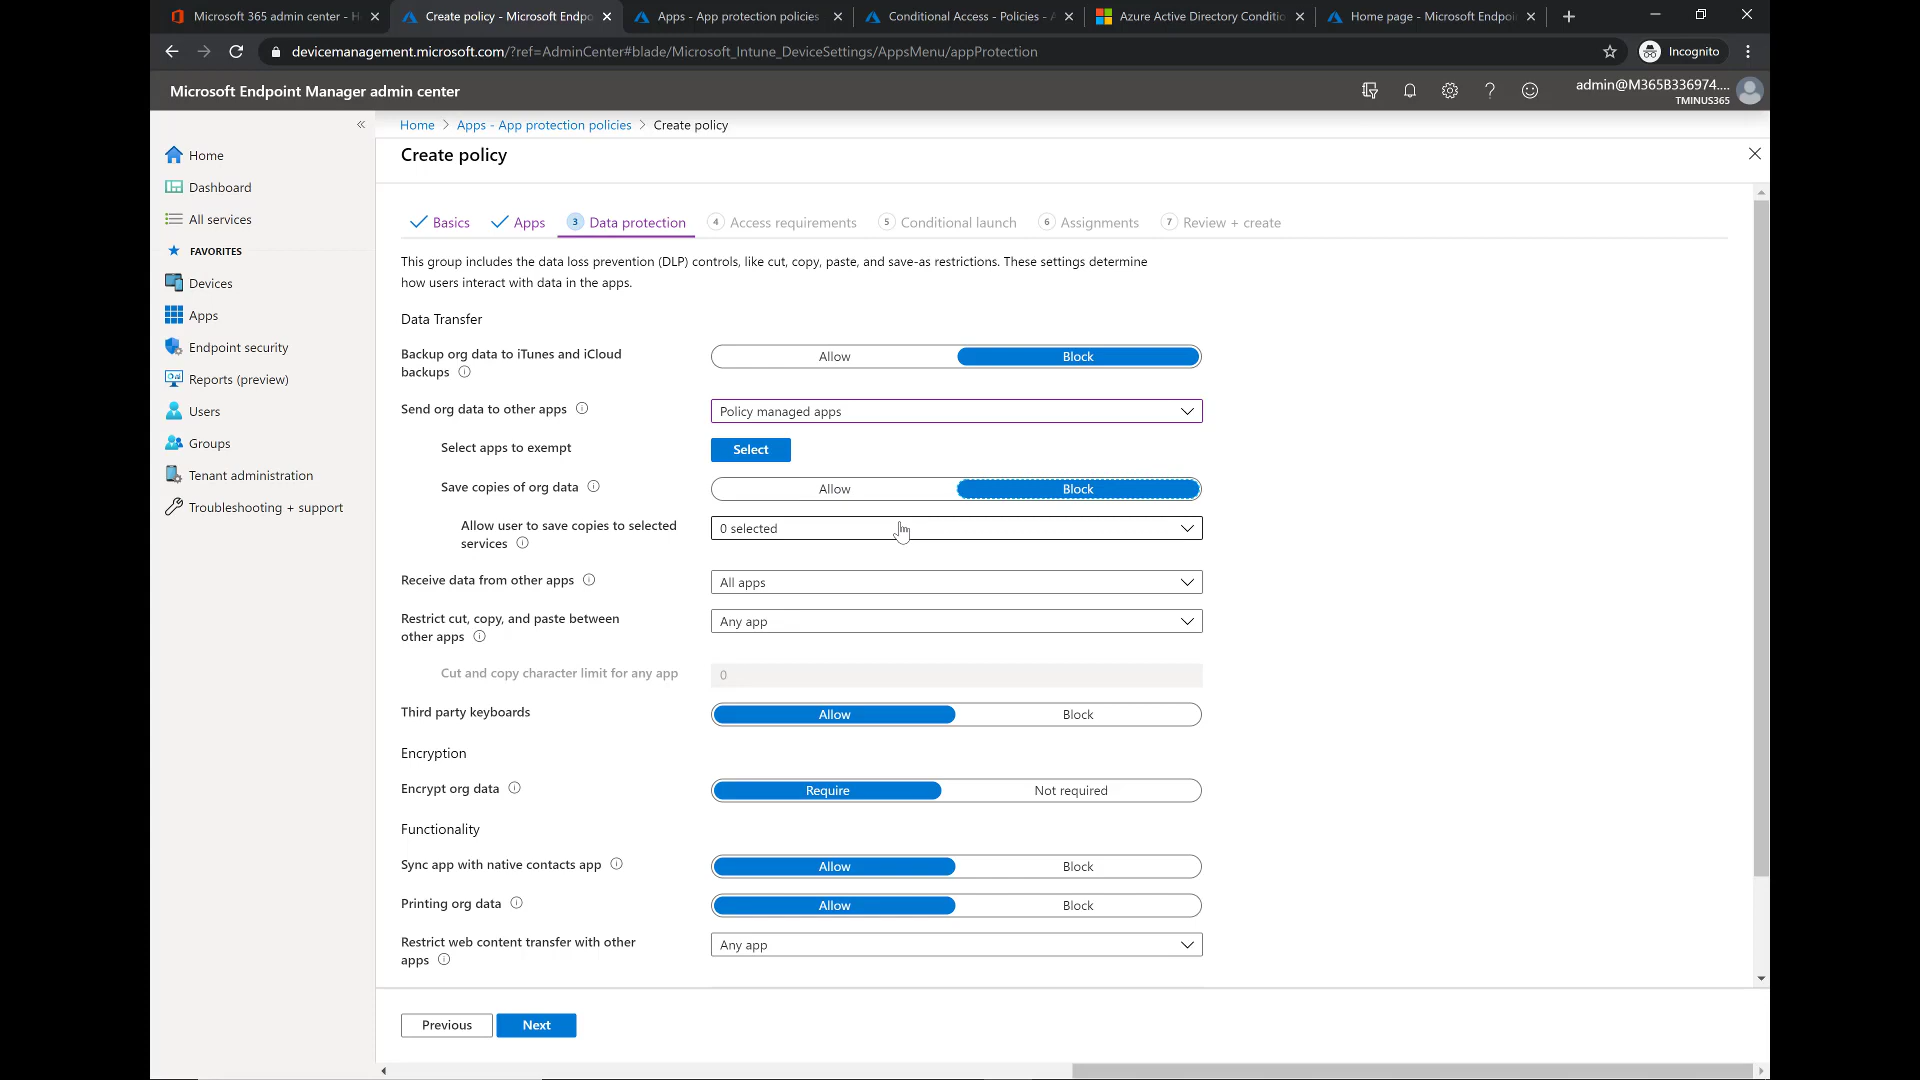 Microsoft 365 admin center - H
Create policy - Microsoft Endpo
Apps - App protection policies
Conditional Access - Policies - A
Azure Active Directory Conditio
Home page - Microsoft Endpoi
devicemanagement.microsoft.com/?ref=AdminCenter#blade/Microsoft_Intune_DeviceSettings/AppsMenu/appProtection
Incognito
Microsoft Endpoint Manager admin center
admin@M365B336974....
TMINUS365
Home > Apps - App protection policies > Create policy
Create policy
Home
Dashboard
All services
FAVORITES
Devices
Apps
Endpoint security
Reports (preview)
Users
Groups
Tenant administration
Troubleshooting + support
Basics
Apps
3 Data protection
4 Access requirements
5 Conditional launch
6 Assignments
7 Review + create
This group includes the data loss prevention (DLP) controls, like cut, copy, paste, and save-as restrictions. These settings determine
how users interact with data in the apps.
Data Transfer
Backup org data to iTunes and iCloud
backups
Allow Block
Send org data to other apps
Policy managed apps
Select apps to exempt
Select
Save copies of org data
Allow Block
Allow user to save copies to selected
services
0 selected
Receive data from other apps
All apps
Restrict cut, copy, and paste between
other apps
Any app
Cut and copy character limit for any app
0
Third party keyboards
Allow Block
Encryption
Encrypt org data
Require Not required
Functionality
Sync app with native contacts app
Allow Block
Printing org data
Allow Block
Restrict web content transfer with other
apps
Any app
Previous
Next